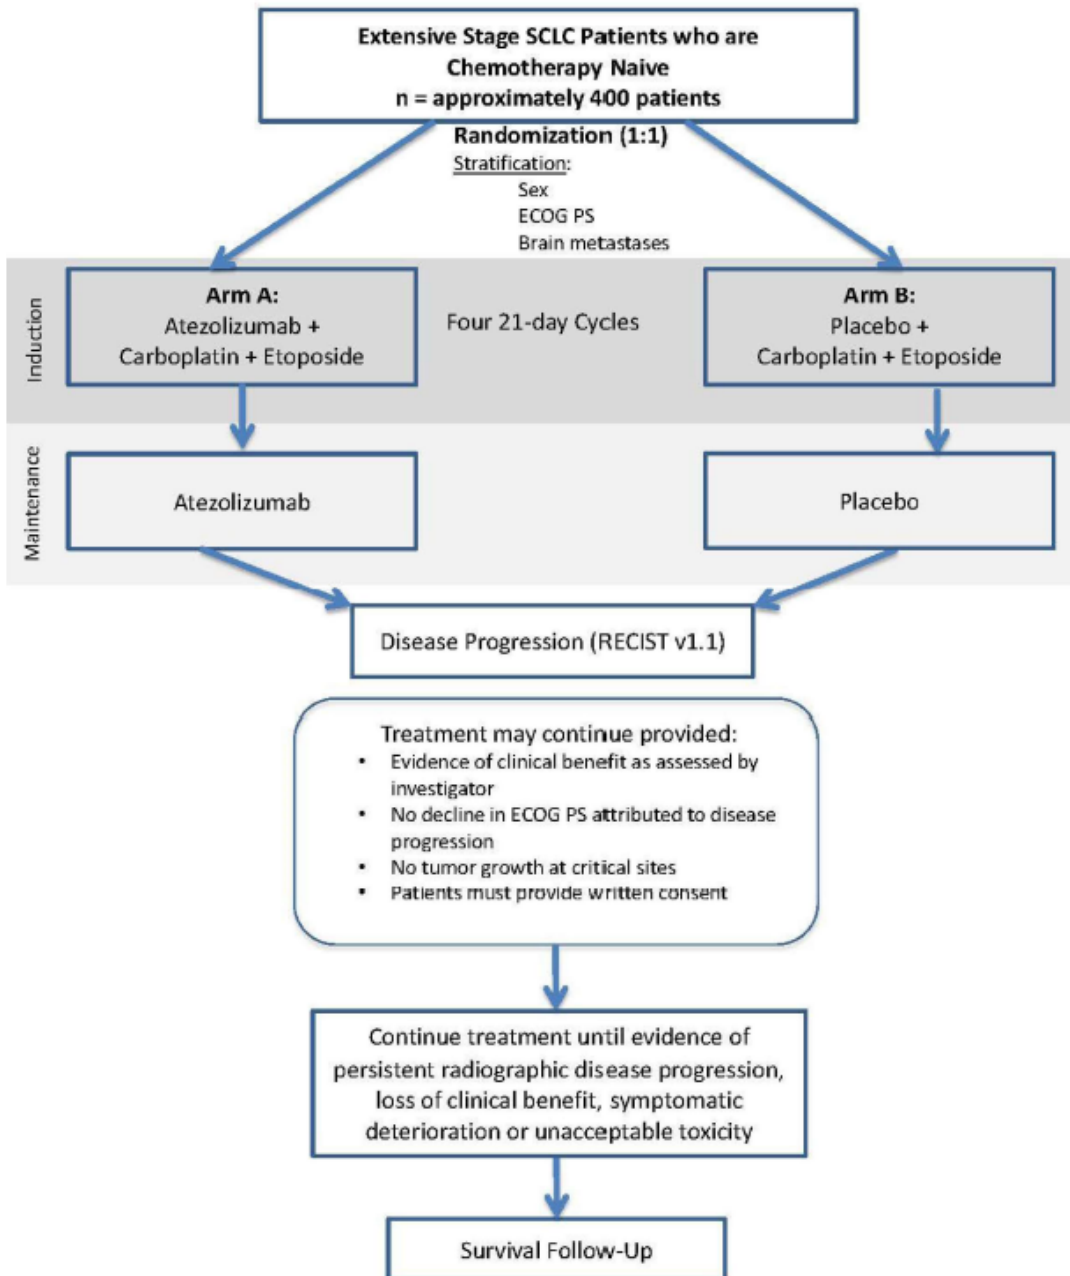 Extensive Stage SCLC Patients who are
Chemotherapy Naive
n = approximately 400 patients
Randomization (1:1)
Stratification:
Sex
ECOG PS
Brain metastases
Induction
Arm A:
Atezolizumab +
Carboplatin + Etoposide
Four 21-day Cycles
Arm B:
Placebo +
Carboplatin + Etoposide
Maintenance
Atezolizumab
Placebo
Disease Progression (RECIST v1.1)
Treatment may continue provided:
• Evidence of clinical benefit as assessed by
investigator
• No decline in ECOG PS attributed to disease
progression
• No tumor growth at critical sites
• Patients must provide written consent
Continue treatment until evidence of
persistent radiographic disease progression,
loss of clinical benefit, symptomatic
deterioration or unacceptable toxicity
Survival Follow-Up